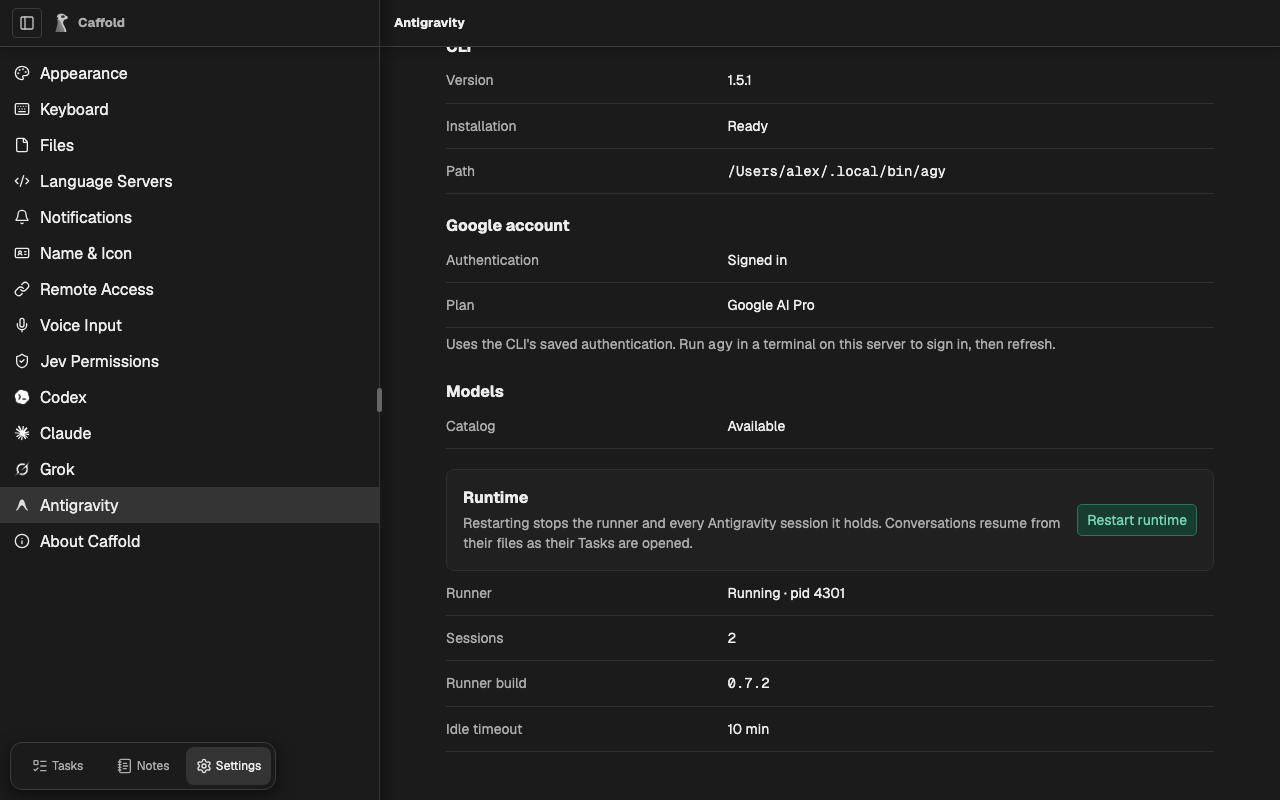 Caffold
Antigravity
Appearance
Keyboard
Files
Language Servers
Notifications
Name & Icon
Remote Access
Voice Input
Jev Permissions
Codex
Claude
Grok
Antigravity
About Caffold
Tasks
Notes
Settings
CLI
Version 1.5.1
Installation Ready
Path /Users/alex/.local/bin/agy
Google account
Authentication Signed in
Plan Google AI Pro
Uses the CLI's saved authentication. Run agy in a terminal on this server to sign in, then refresh.
Models
Catalog Available
Runtime
Restarting stops the runner and every Antigravity session it holds. Conversations resume from
their files as their Tasks are opened.
Restart runtime
Runner Running · pid 4301
Sessions 2
Runner build 0.7.2
Idle timeout 10 min